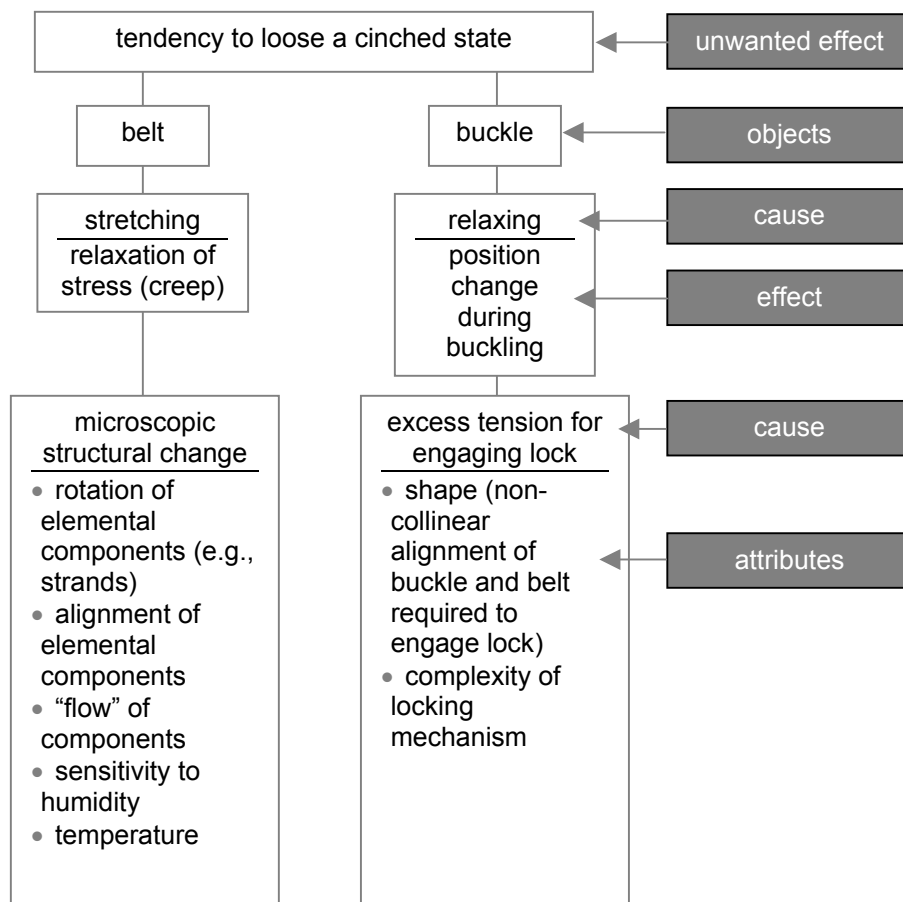 tendency to loose a cinched state
unwanted effect
belt
buckle
objects
stretching
relaxation of
stress (creep)
relaxing
position
change
during
buckling
cause
effect
microscopic
structural change
• rotation of
elemental
components (e.g.,
strands)
• alignment of
elemental
components
• “flow” of
components
• sensitivity to
humidity
• temperature
excess tension for
engaging lock
• shape (non-
collinear
alignment of
buckle and belt
required to
engage lock)
• complexity of
locking
mechanism
cause
attributes